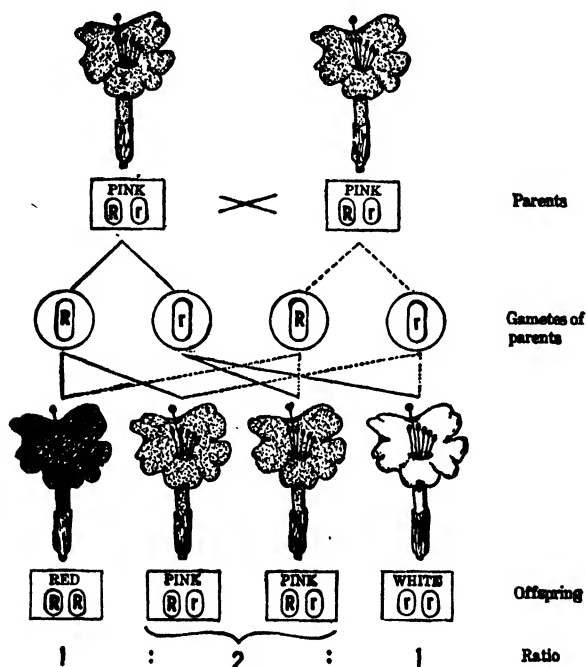 PINK PINK
R r R r Parents
R r R r Gametes of
parents
RED PINK PINK WHITE
R R R r R r r r Offspring
1 : 2 : 1 Ratio